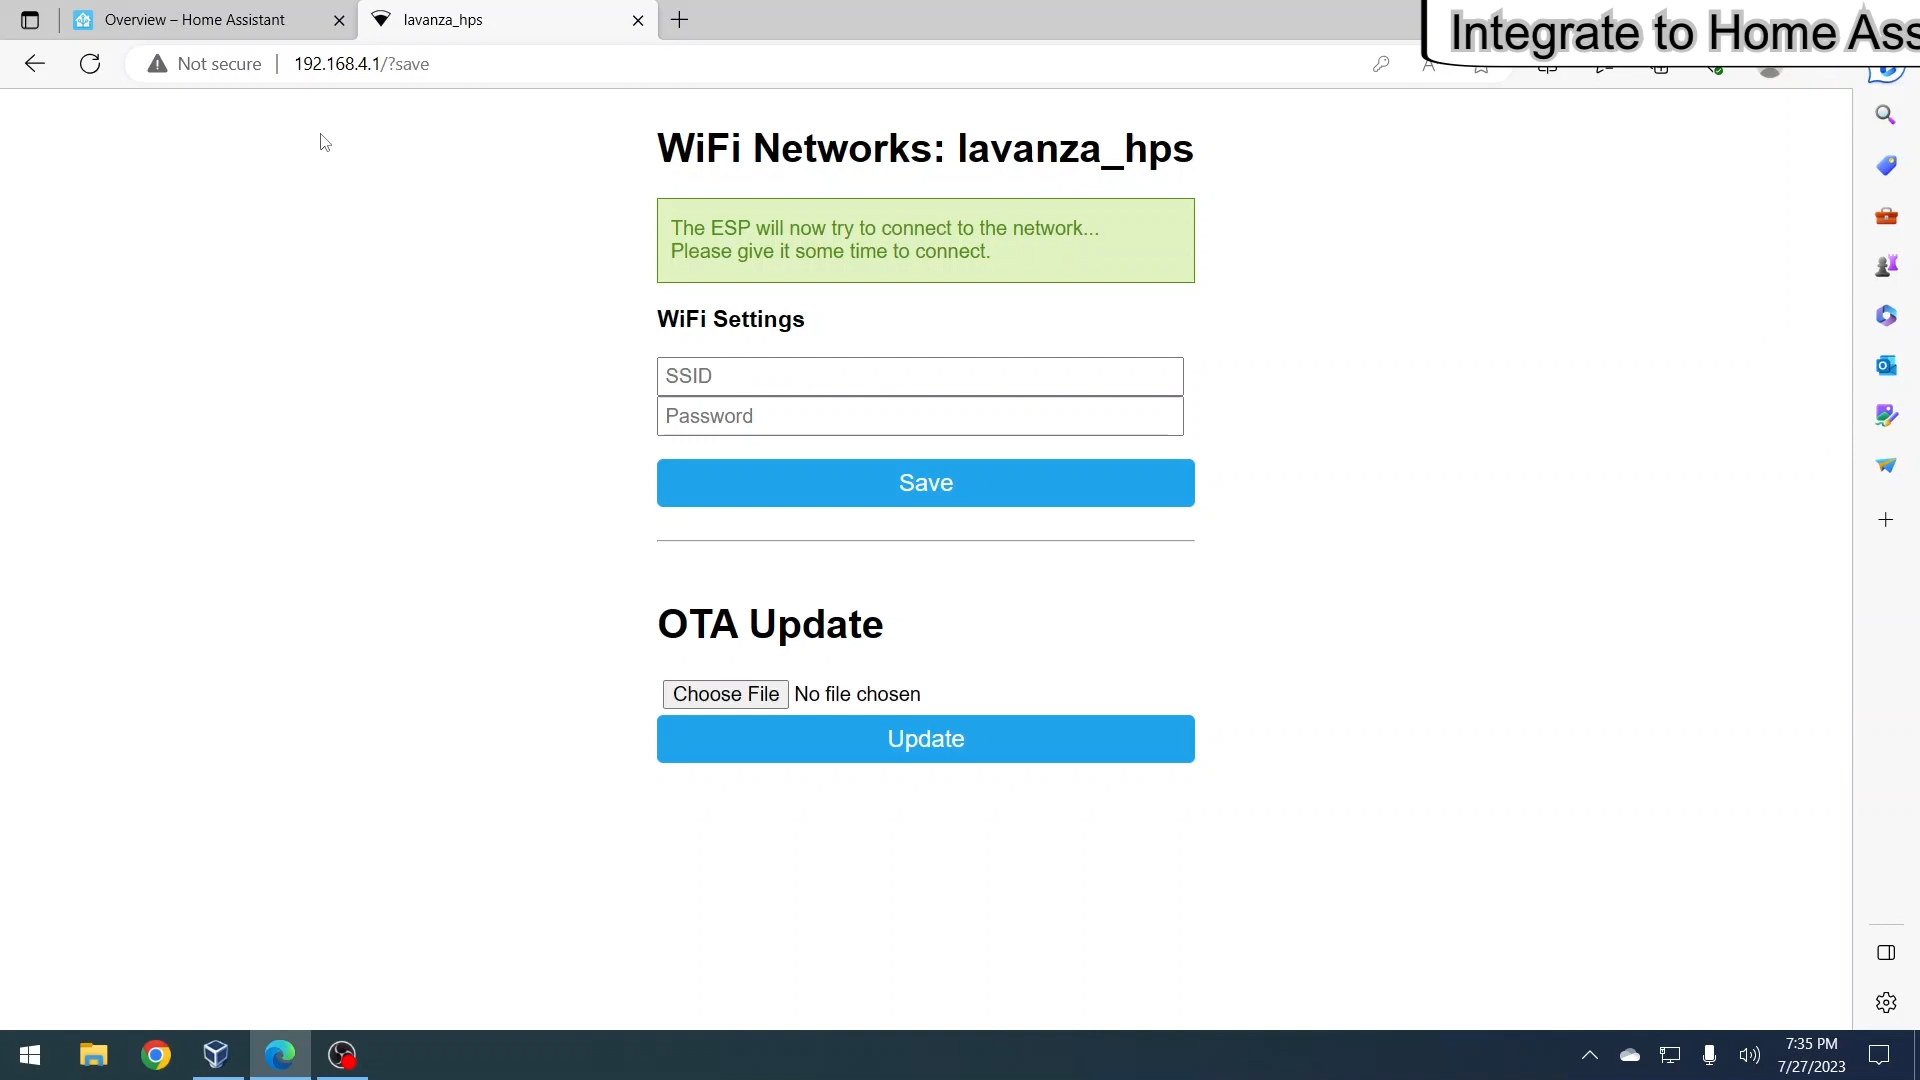 Overview – Home Assistant
lavanza_hps
Integrate to Home Ass
Not secure
192.168.4.1/?save
WiFi Networks: lavanza_hps
The ESP will now try to connect to the network...
Please give it some time to connect.
WiFi Settings
SSID
Password
Save
OTA Update
Choose File No file chosen
Update
7:35 PM
7/27/2023